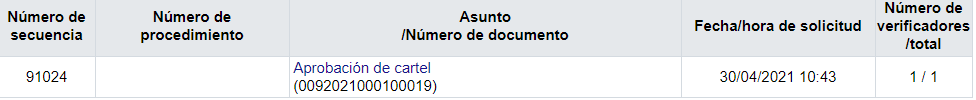 Número de secuencia
Número de procedimiento
Asunto
/Número de documento
Fecha/hora de solicitud
Número de verificadores /total
91024
Aprobación de cartel
(0092021000100019)
30/04/2021 10:43
1 / 1